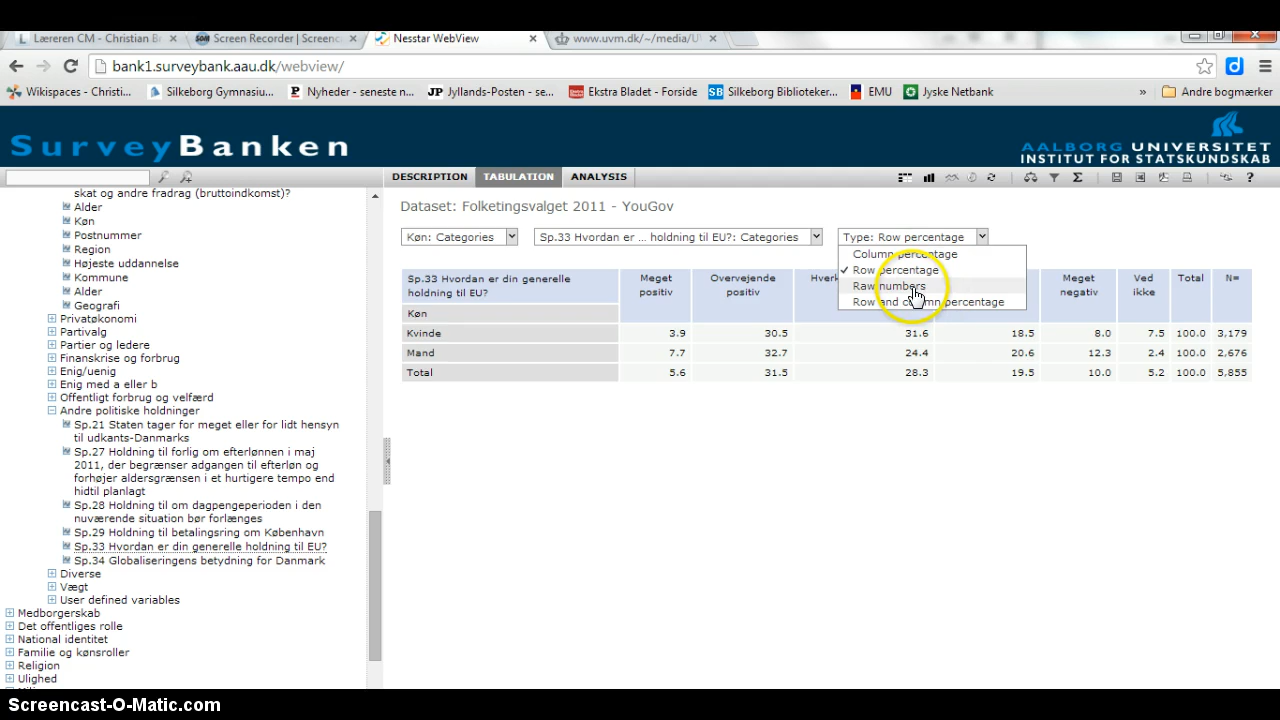 Læreren CM - Christian B
Screen Recorder | Screenc
Nesstar WebView
www.uvm.dk/~/media/U
bank1.surveybank.aau.dk/webview/
Wikispaces - Christi...
Silkeborg Gymnasiu...
Nyheder - seneste n...
JP Jyllands-Posten - se...
Ekstra Bladet - Forside
SB Silkeborg Biblioteker...
EMU
Jyske Netbank
»
Andre bogmærker
SurveyBanken
AALBORG UNIVERSITET
INSTITUT FOR STATSKUNDSKAB
DESCRIPTION TABULATION ANALYSIS
skat og andre fradrag (bruttoindkomst)?
Alder
Køn
Postnummer
Region
Højeste uddannelse
Kommune
Alder
Geografi
Privatøkonomi
Partivalg
Partier og ledere
Finanskrise og forbrug
Enig/uenig
Enig med a eller b
Offentligt forbrug og velfærd
Andre politiske holdninger
Sp.21 Staten tager for meget eller for lidt hensyn
til udkants-Danmarks
Sp.27 Holdning til forlig om efterlønnen i maj
2011, der begrænser adgangen til efterløn og
forhøjer aldersgrænsen i et hurtigere tempo end
hidtil planlagt
Sp.28 Holdning til om dagpengeperioden i den
nuværende situation bør forlænges
Sp.29 Holdning til betalingsring om København
Sp.33 Hvordan er din generelle holdning til EU?
Sp.34 Globaliseringens betydning for Danmark
Diverse
Vægt
User defined variables
Medborgerskab
Det offentliges rolle
National identitet
Familie og kønsroller
Religion
Ulighed
Dataset: Folketingsvalget 2011 - YouGov
Køn: Categories
Sp.33 Hvordan er ... holdning til EU?: Categories
Type: Row percentage
Column percentage
✓ Row percentage
Raw numbers
Row and column percentage
Sp.33 Hvordan er din generelle
holdning til EU?
Meget
positiv
Overvejende
positiv
Meget
negativ
Ved
ikke
Total
N=
Køn
Kvinde 3.9 30.5 31.6 18.5 8.0 7.5 100.0 3,179
Mand 7.7 32.7 24.4 20.6 12.3 2.4 100.0 2,676
Total 5.6 31.5 28.3 19.5 10.0 5.2 100.0 5,855
Screencast-O-Matic.com